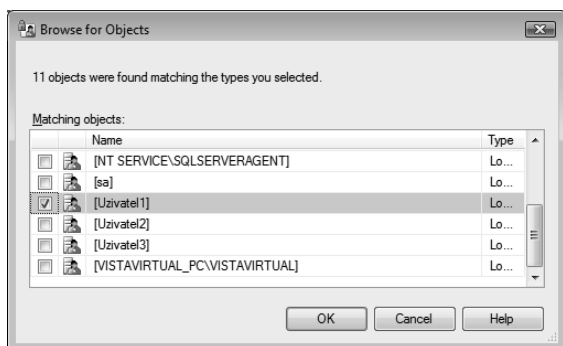 Browse for Objects
11 objects were found matching the types you selected.
Matching objects:
Name Type
[NT SERVICE\SQLSERVERAGENT] Lo...
[sa] Lo...
[Uzivatel1] Lo...
[Uzivatel2] Lo...
[Uzivatel3] Lo...
[VISTAVIRTUAL_PC\VISTAVIRTUAL] Lo...
OK Cancel Help